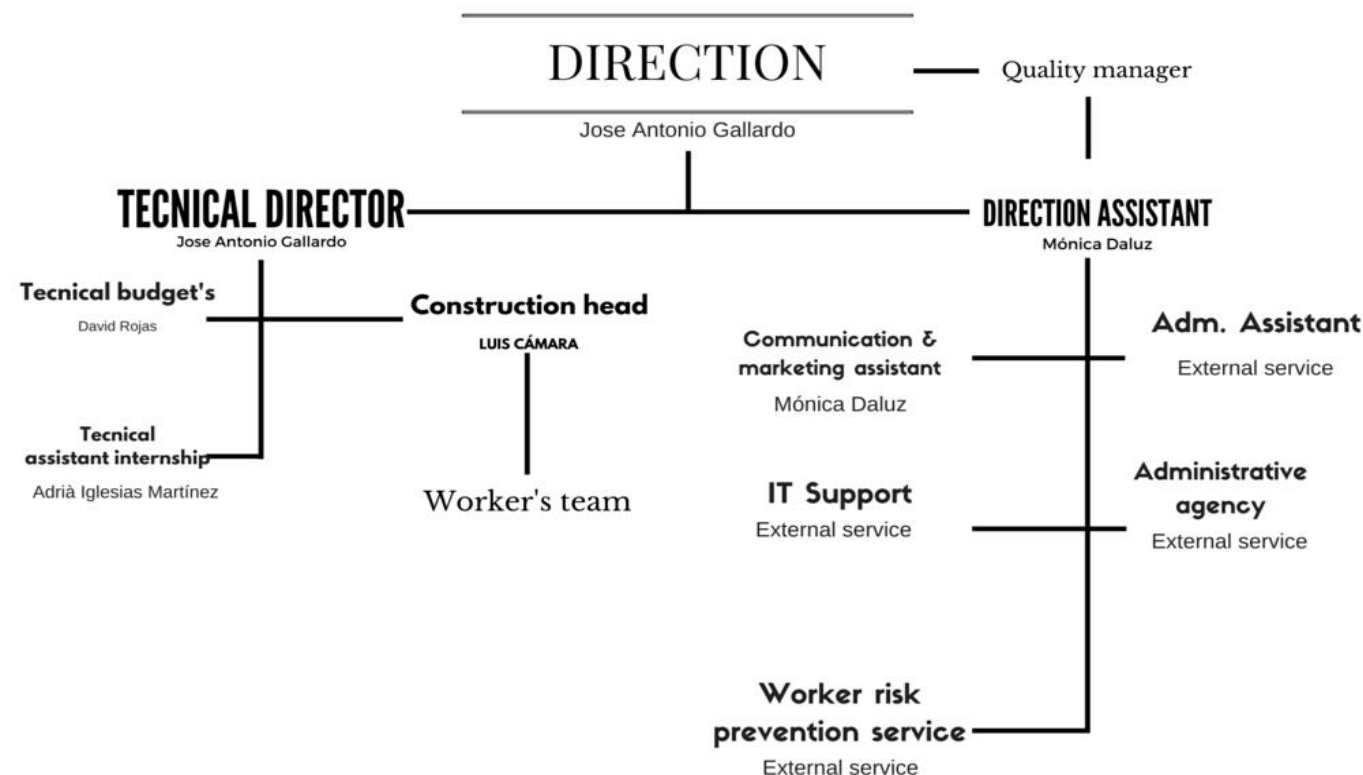 DIRECTION
Quality manager
Jose Antonio Gallardo
TECNICAL DIRECTOR
Jose Antonio Gallardo
DIRECTION ASSISTANT
Mónica Daluz
Tecnical budget's
David Rojas
Construction head
LUIS CÁMARA
Tecnical
assistant internship
Adrià Iglesias Martínez
Worker's team
Communication &
marketing assistant
Mónica Daluz
Adm. Assistant
External service
IT Support
External service
Administrative
agency
External service
Worker risk
prevention service
External service